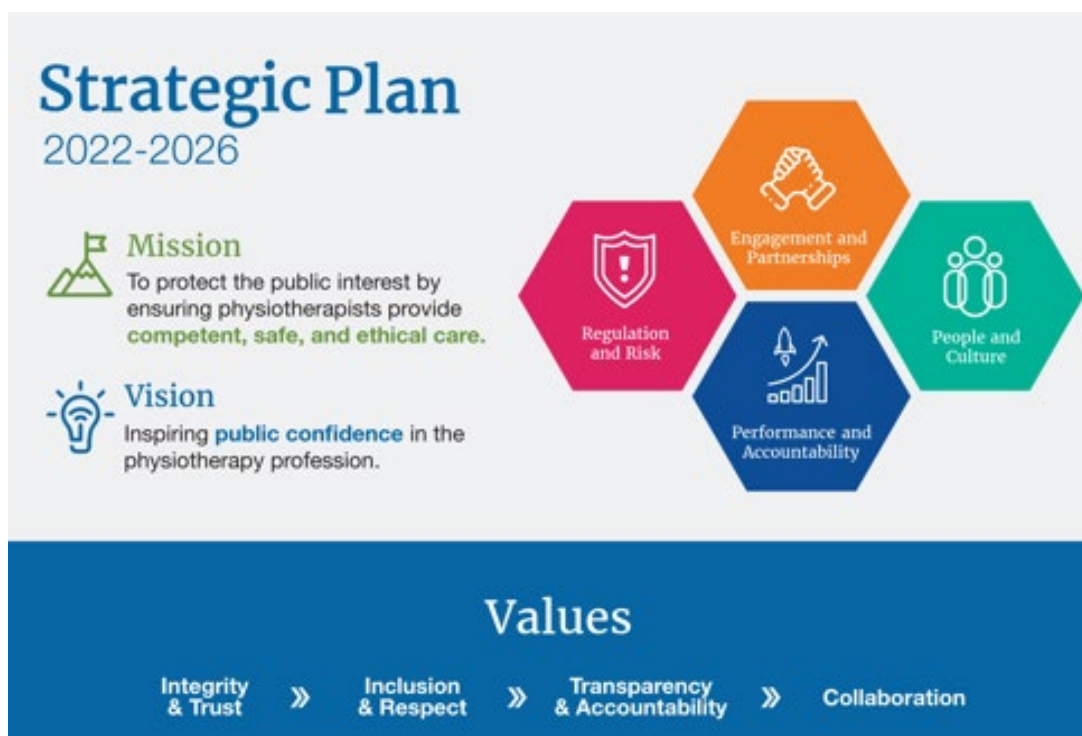 Strategic Plan
2022-2026
Mission
To protect the public interest by
ensuring physiotherapists provide
competent, safe, and ethical care.
Vision
Inspiring public confidence in the
physiotherapy profession.
Engagement and
Partnerships
Regulation
and Risk
People and
Culture
Performance and
Accountability
Values
Integrity
& Trust
Inclusion
& Respect
Transparency
& Accountability
Collaboration